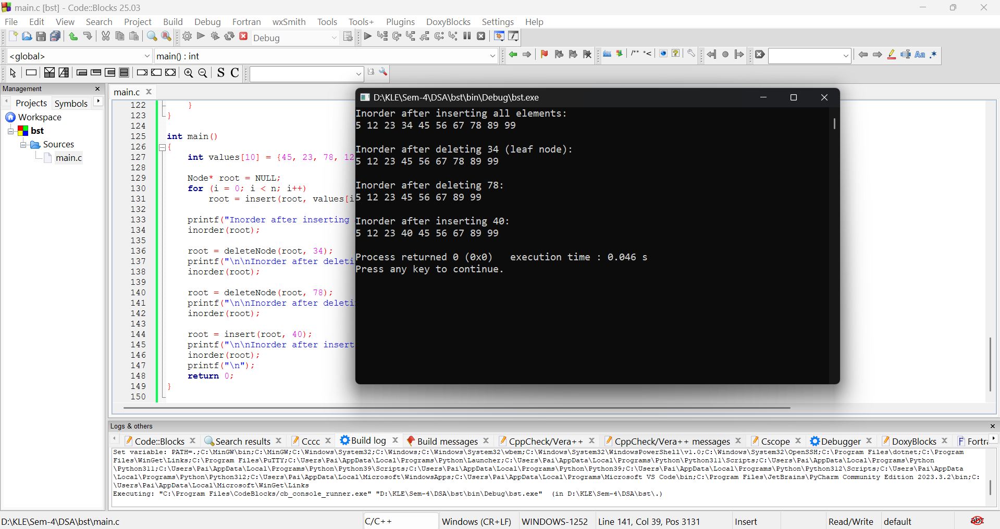 main.c [bst] - Code::Blocks 25.03
File Edit View Search Project Build Debug Fortran wxSmith Tools Tools+ Plugins DoxyBlocks Settings Help
Debug
<global> main() : int
/** *< Aa .*
S C
Management
Projects Symbols
Workspace
bst
Sources
main.c
main.c
122 }
123 }
124
125 int main()
126 {
127 int values[10] = {45, 23, 78, 12
128
129 Node* root = NULL;
130 for (i = 0; i < n; i++)
131 root = insert(root, values[i
132
133 printf("Inorder after inserting
134 inorder(root);
135
136 root = deleteNode(root, 34);
137 printf("\n\nInorder after deleti
138 inorder(root);
139
140 root = deleteNode(root, 78);
141 printf("\n\nInorder after deleti
142 inorder(root);
143
144 root = insert(root, 40);
145 printf("\n\nInorder after insert
146 inorder(root);
147 printf("\n");
148 return 0;
149 }
150
D:\KLE\Sem-4\DSA\bst\bin\Debug\bst.exe
Inorder after inserting all elements:
5 12 23 34 45 56 67 78 89 99
Inorder after deleting 34 (leaf node):
5 12 23 45 56 67 78 89 99
Inorder after deleting 78:
5 12 23 45 56 67 89 99
Inorder after inserting 40:
5 12 23 40 45 56 67 89 99
Process returned 0 (0x0)   execution time : 0.046 s
Press any key to continue.
Logs & others
Code::Blocks Search results Cccc Build log Build messages CppCheck/Vera++ CppCheck/Vera++ messages Cscope Debugger DoxyBlocks Fortra
Set variable: PATH=.;C:\MinGW\bin;C:\MinGW;C:\Windows\System32;C:\Windows;C:\Windows\System32\wbem;C:\Windows\System32\WindowsPowerShell\v1.0;C:\Windows\System32\OpenSSH;C:\Program Files\dotnet;C:\Program
Files\WinGet\Links;C:\Program Files\PuTTY;C:\Users\Pai\AppData\Local\Programs\Python\Launcher;C:\Users\Pai\AppData\Local\Programs\Python\Python311\Scripts;C:\Users\Pai\AppData\Local\Programs\Python
\Python311;C:\Users\Pai\AppData\Local\Programs\Python\Python39\Scripts;C:\Users\Pai\AppData\Local\Programs\Python\Python39;C:\Users\Pai\AppData\Local\Programs\Python\Python312\Scripts;C:\Users\Pai\AppData
\Local\Programs\Python\Python312;C:\Users\Pai\AppData\Local\Microsoft\WindowsApps;C:\Users\Pai\AppData\Local\Programs\Microsoft VS Code\bin;C:\Program Files\JetBrains\PyCharm Community Edition 2023.3.2\bin;C:
\Users\Pai\AppData\Local\Microsoft\WinGet\Links
Executing: "C:\Program Files\CodeBlocks/cb_console_runner.exe" "D:\KLE\Sem-4\DSA\bst\bin\Debug\bst.exe"  (in D:\KLE\Sem-4\DSA\bst\.)
D:\KLE\Sem-4\DSA\bst\main.c C/C++ Windows (CR+LF) WINDOWS-1252 Line 141, Col 39, Pos 3131 Insert Read/Write default abc